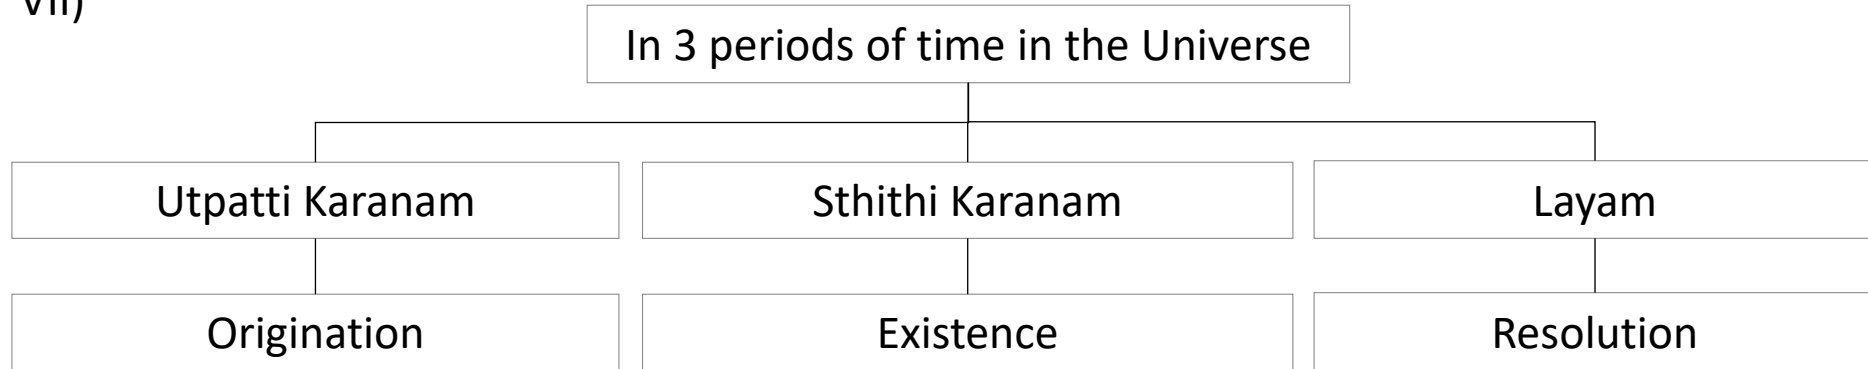 VII)
In 3 periods of time in the Universe
Utpatti Karanam
Sthithi Karanam
Layam
Origination
Existence
Resolution